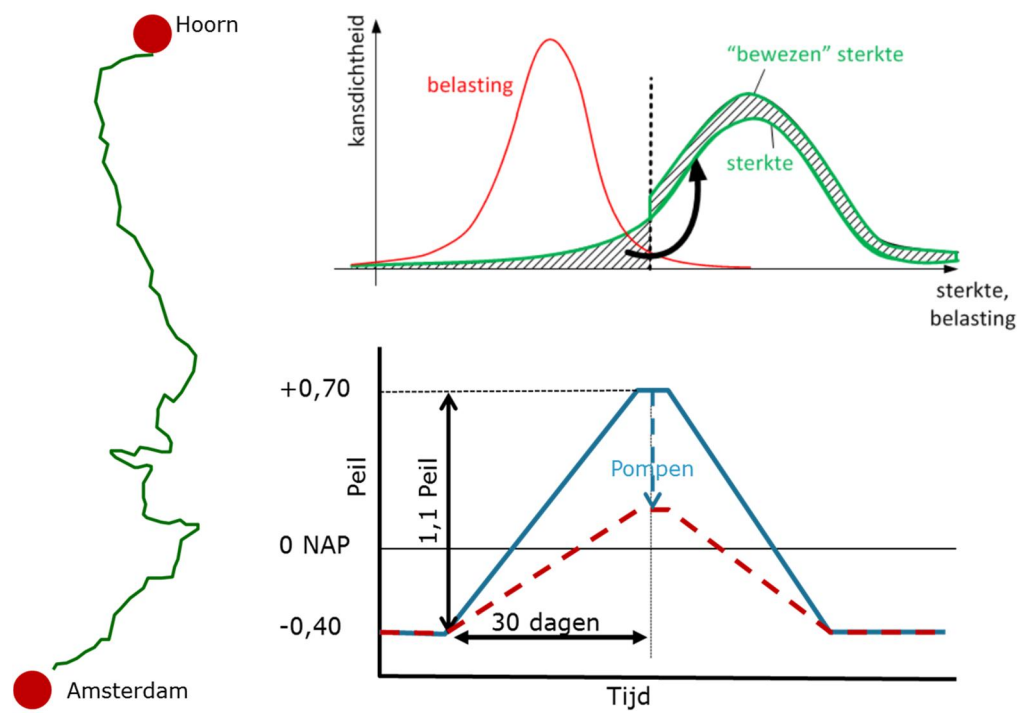 Hoorn
Amsterdam
kansdichtheid
belasting
“bewezen” sterkte
sterkte
sterkte,
belasting
+0,70
Peil
1,1 Peil
Pompen
0 NAP
-0,40
30 dagen
Tijd